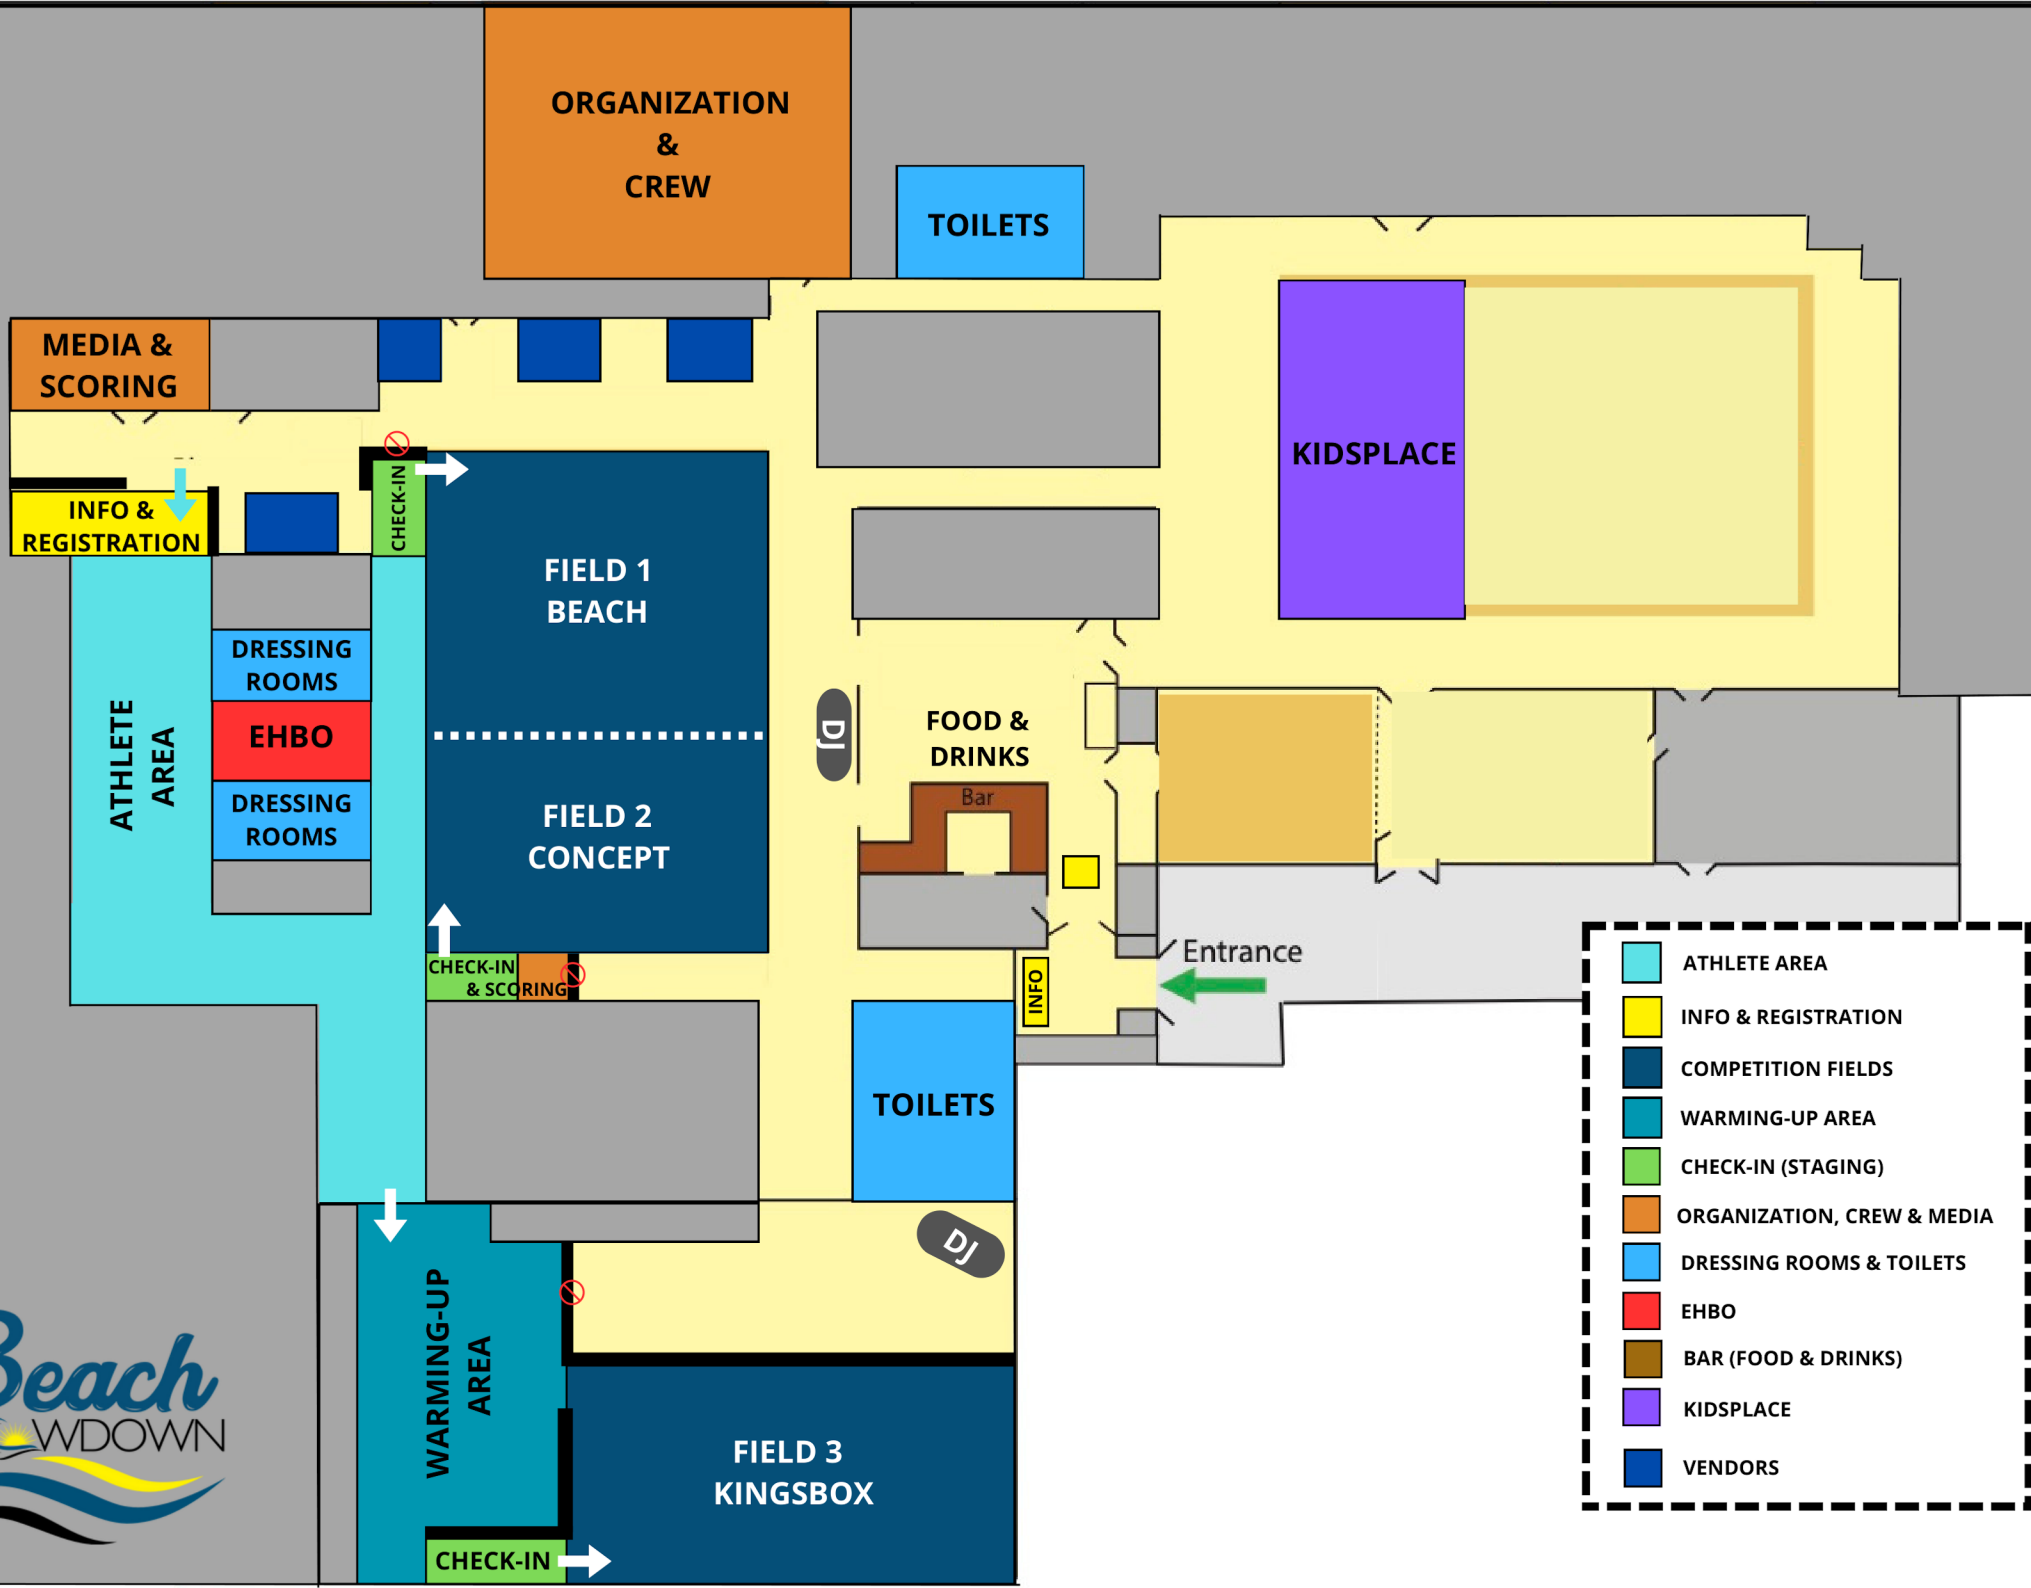 ORGANIZATION
&
CREW
TOILETS
MEDIA &
SCORING
KIDSPLACE
CHECK-IN
INFO &
REGISTRATION
FIELD 1
BEACH
DRESSING
ROOMS
ATHLETE
AREA
EHBO
DJ
FOOD &
DRINKS
DRESSING
ROOMS
FIELD 2
CONCEPT
Bar
CHECK-IN
& SCORING
INFO
Entrance
TOILETS
DJ
WARMING-UP
AREA
FIELD 3
KINGSBOX
CHECK-IN
Beach
OWDOWN
ATHLETE AREA
INFO & REGISTRATION
COMPETITION FIELDS
WARMING-UP AREA
CHECK-IN (STAGING)
ORGANIZATION, CREW & MEDIA
DRESSING ROOMS & TOILETS
EHBO
BAR (FOOD & DRINKS)
KIDSPLACE
VENDORS